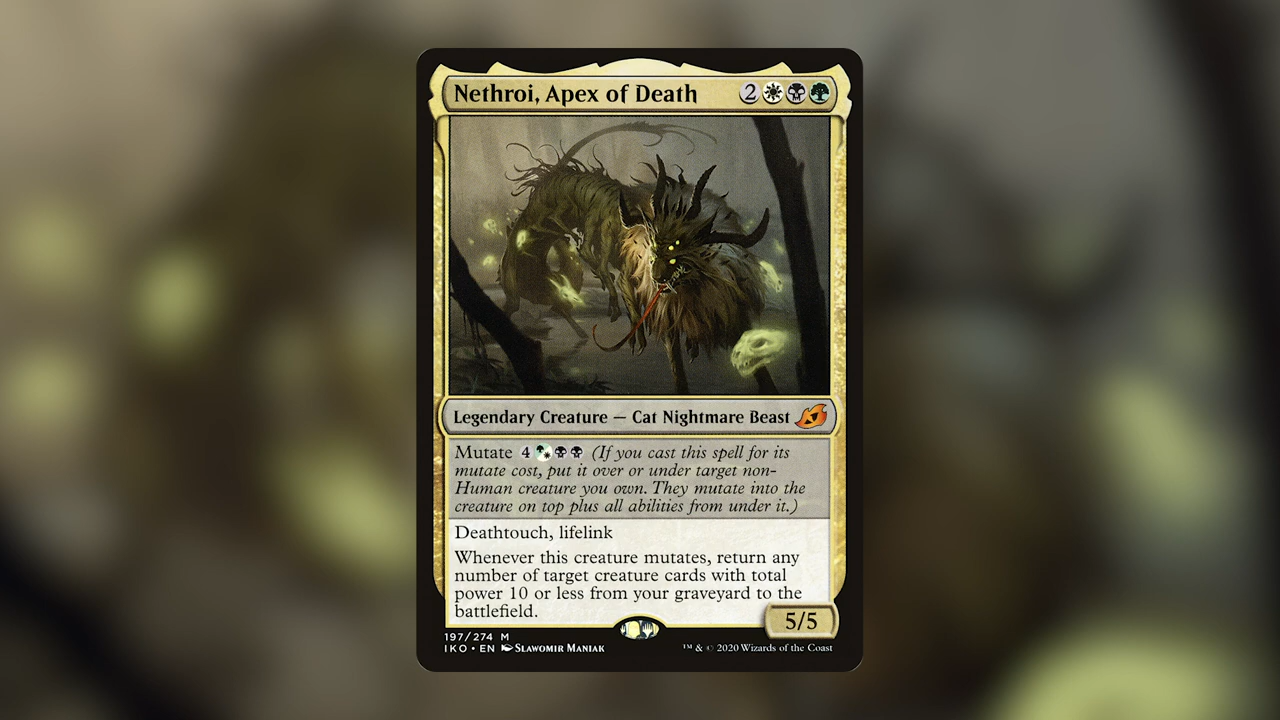 Nethroi, Apex of Death 2
Legendary Creature — Cat Nightmare Beast
Mutate 4 (If you cast this spell for its
mutate cost, put it over or under target non-
Human creature you own. They mutate into the
creature on top plus all abilities from under it.)
Deathtouch, lifelink
Whenever this creature mutates, return any
number of target creature cards with total
power 10 or less from your graveyard to the
battlefield.
5/5
197/274 M
IKO • EN Slawomir Maniak
™ & © 2020 Wizards of the Coast